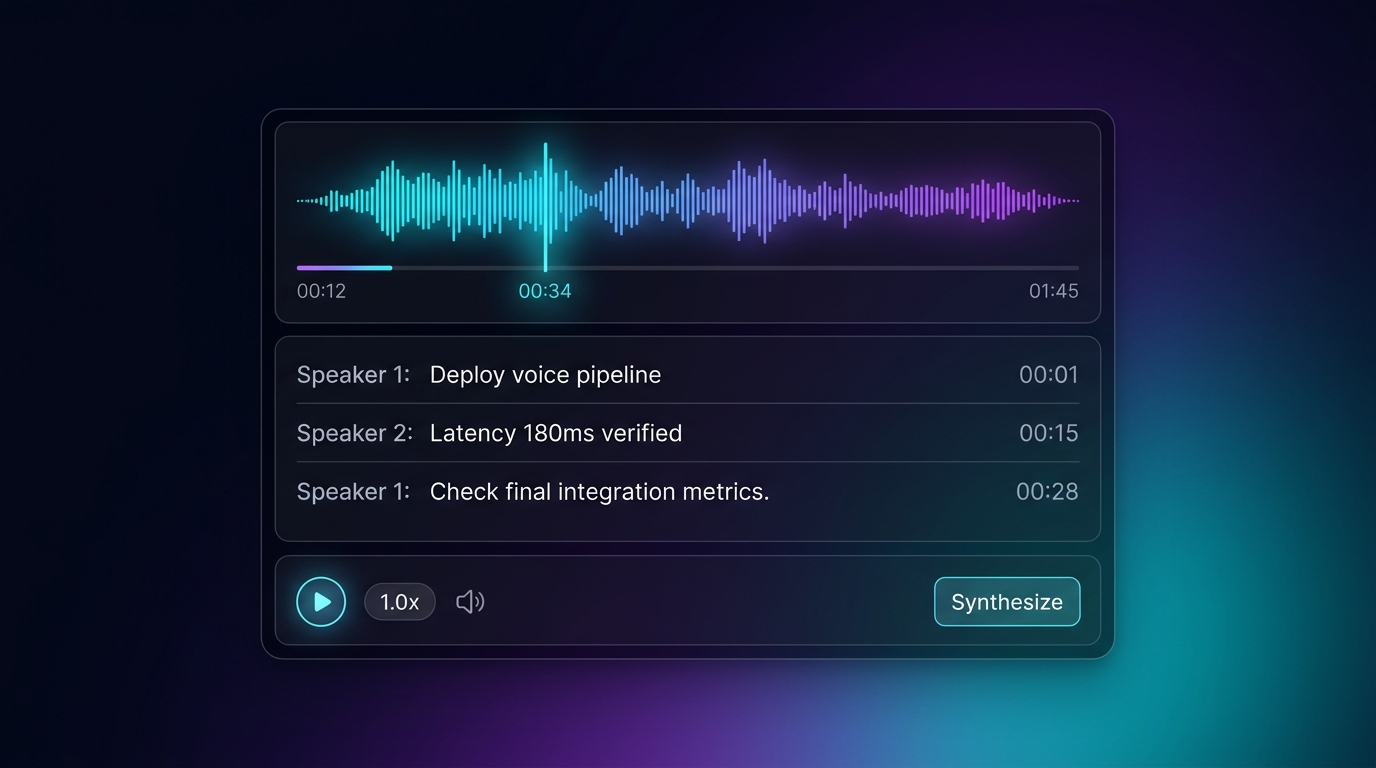 00:12 00:34 01:45
Speaker 1: Deploy voice pipeline 00:01
Speaker 2: Latency 180ms verified 00:15
Speaker 1: Check final integration metrics. 00:28
1.0x Synthesize